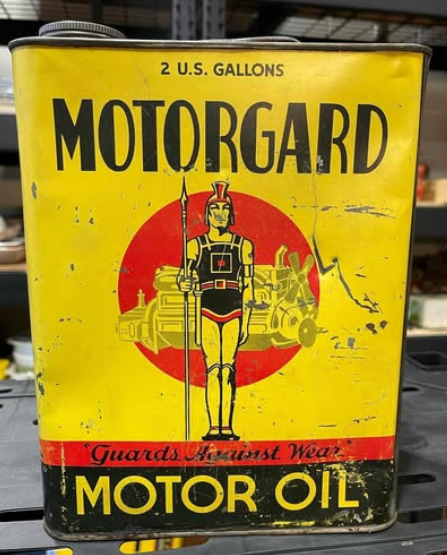 2 U.S. GALLONS
MOTORGARD
"Guards Against Wear"
MOTOR OIL